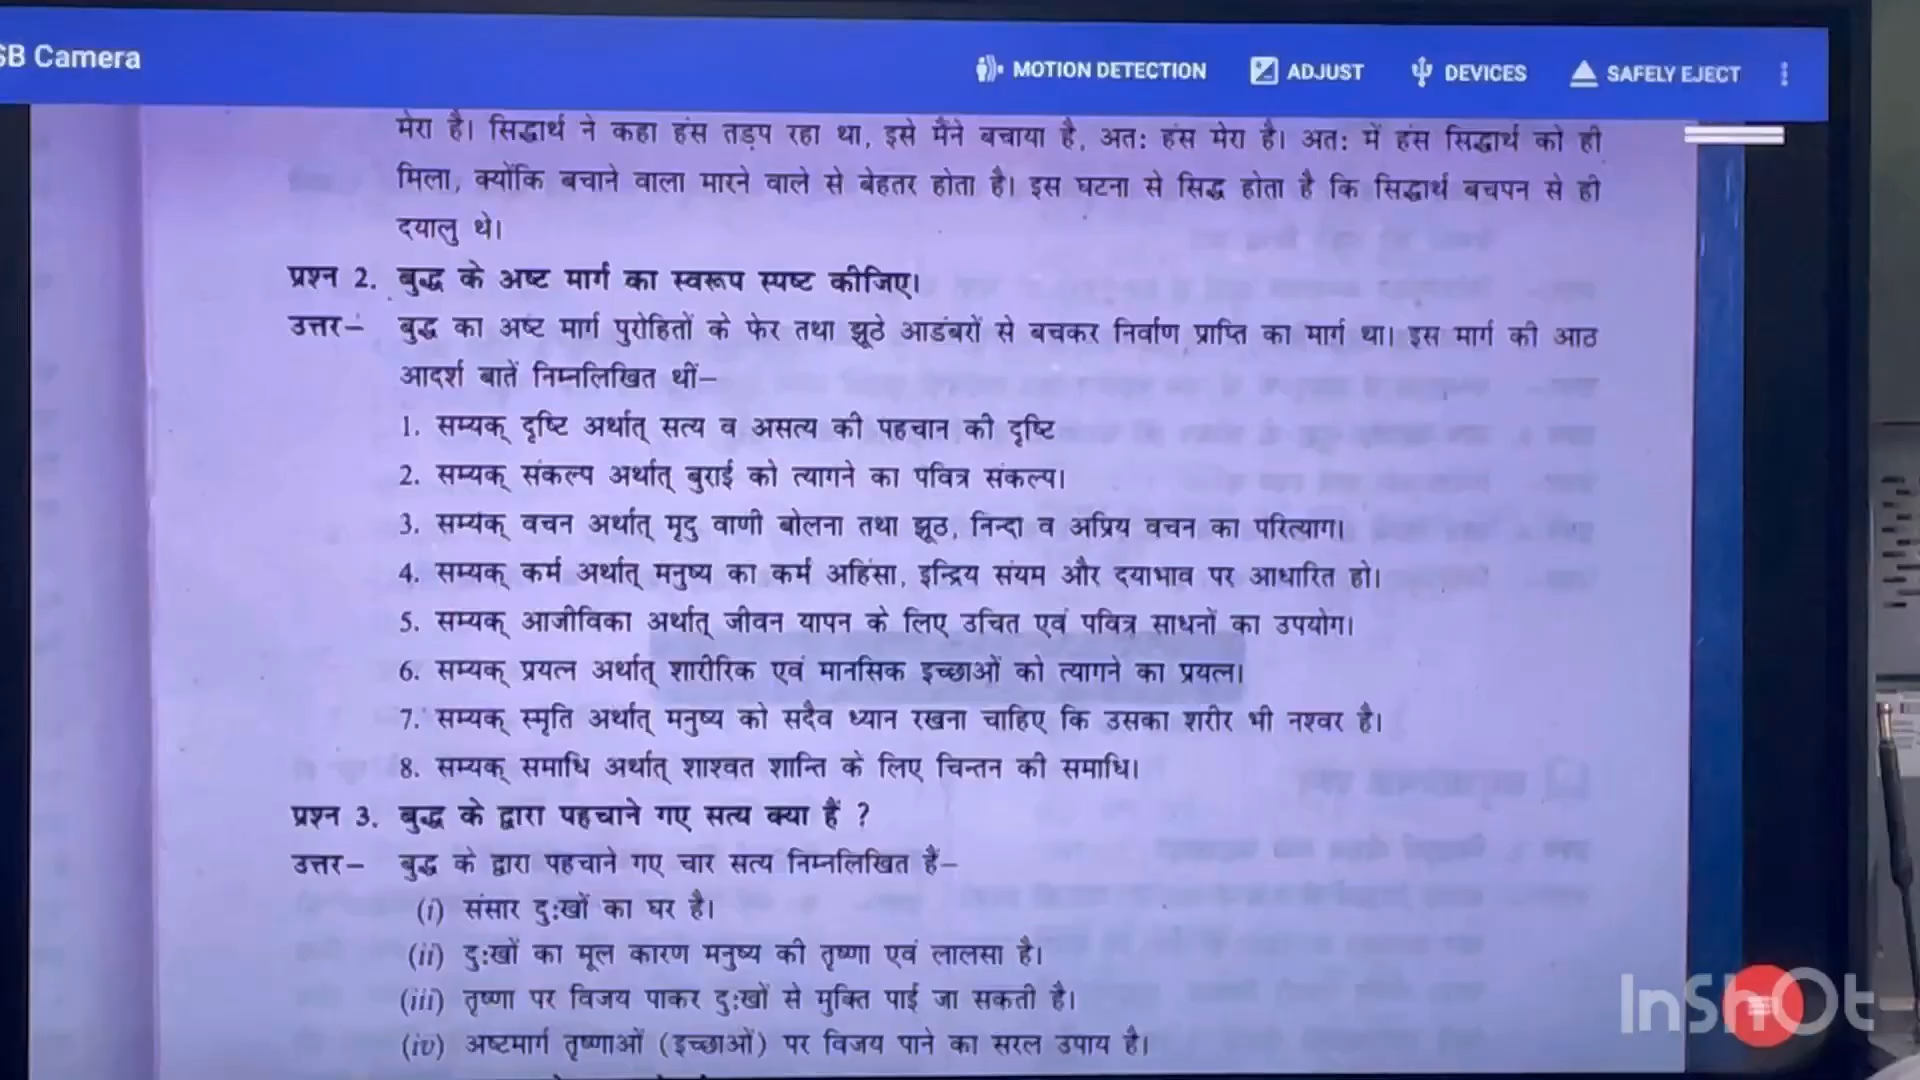 SB Camera
MOTION DETECTION ADJUST DEVICES SAFELY EJECT
मेरा है। सिद्धार्थ ने कहा हंस तड़प रहा था, इसे मैंने बचाया है, अतः हंस मेरा है। अतः में हंस सिद्धार्थ को ही
मिला, क्योंकि बचाने वाला मारने वाले से बेहतर होता है। इस घटना से सिद्ध होता है कि सिद्धार्थ बचपन से ही
दयालु थे।
प्रश्न 2. बुद्ध के अष्ट मार्ग का स्वरूप स्पष्ट कीजिए।
उत्तर– बुद्ध का अष्ट मार्ग पुरोहितों के फेर तथा झूठे आडंबरों से बचकर निर्वाण प्राप्ति का मार्ग था। इस मार्ग की आठ
आदर्श बातें निम्नलिखित थीं–
1. सम्यक् दृष्टि अर्थात् सत्य व असत्य की पहचान की दृष्टि
2. सम्यक् संकल्प अर्थात् बुराई को त्यागने का पवित्र संकल्प।
3. सम्यक् वचन अर्थात् मृदु वाणी बोलना तथा झूठ, निन्दा व अप्रिय वचन का परित्याग।
4. सम्यक् कर्म अर्थात् मनुष्य का कर्म अहिंसा, इन्द्रिय संयम और दयाभाव पर आधारित हो।
5. सम्यक् आजीविका अर्थात् जीवन यापन के लिए उचित एवं पवित्र साधनों का उपयोग।
6. सम्यक् प्रयत्न अर्थात् शारीरिक एवं मानसिक इच्छाओं को त्यागने का प्रयत्न।
7. सम्यक् स्मृति अर्थात् मनुष्य को सदैव ध्यान रखना चाहिए कि उसका शरीर भी नश्वर है।
8. सम्यक् समाधि अर्थात् शाश्वत शान्ति के लिए चिन्तन की समाधि।
प्रश्न 3. बुद्ध के द्वारा पहचाने गए सत्य क्या हैं ?
उत्तर– बुद्ध के द्वारा पहचाने गए चार सत्य निम्नलिखित हैं–
(i) संसार दुःखों का घर है।
(ii) दुःखों का मूल कारण मनुष्य की तृष्णा एवं लालसा है।
(iii) तृष्णा पर विजय पाकर दुःखों से मुक्ति पाई जा सकती है।
(iv) अष्टमार्ग तृष्णाओं (इच्छाओं) पर विजय पाने का सरल उपाय है।
InShOt